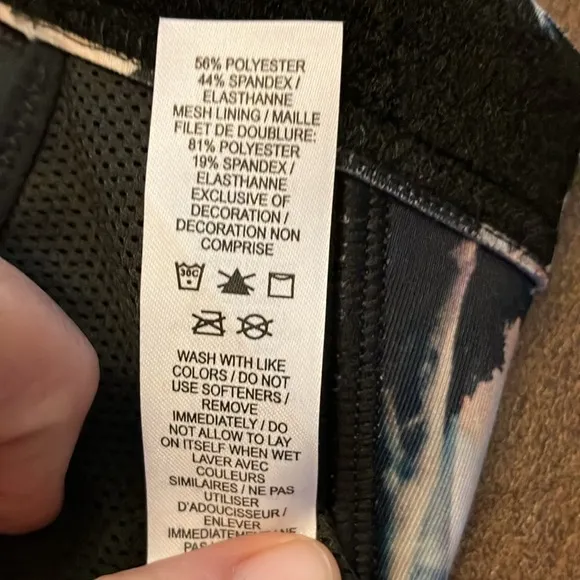 56% POLYESTER
44% SPANDEX /
ELASTHANNE
MESH LINING / MAILLE
FILET DE DOUBLURE:
81% POLYESTER
19% SPANDEX /
ELASTHANNE
EXCLUSIVE OF
DECORATION /
DECORATION NON
COMPRISE
30C
WASH WITH LIKE
COLORS / DO NOT
USE SOFTENERS /
REMOVE
IMMEDIATELY / DO
NOT ALLOW TO LAY
ON ITSELF WHEN WET
LAVER AVEC
COULEURS
SIMILAIRES / NE PAS
UTILISER
D'ADOUCISEUR /
ENLEVER